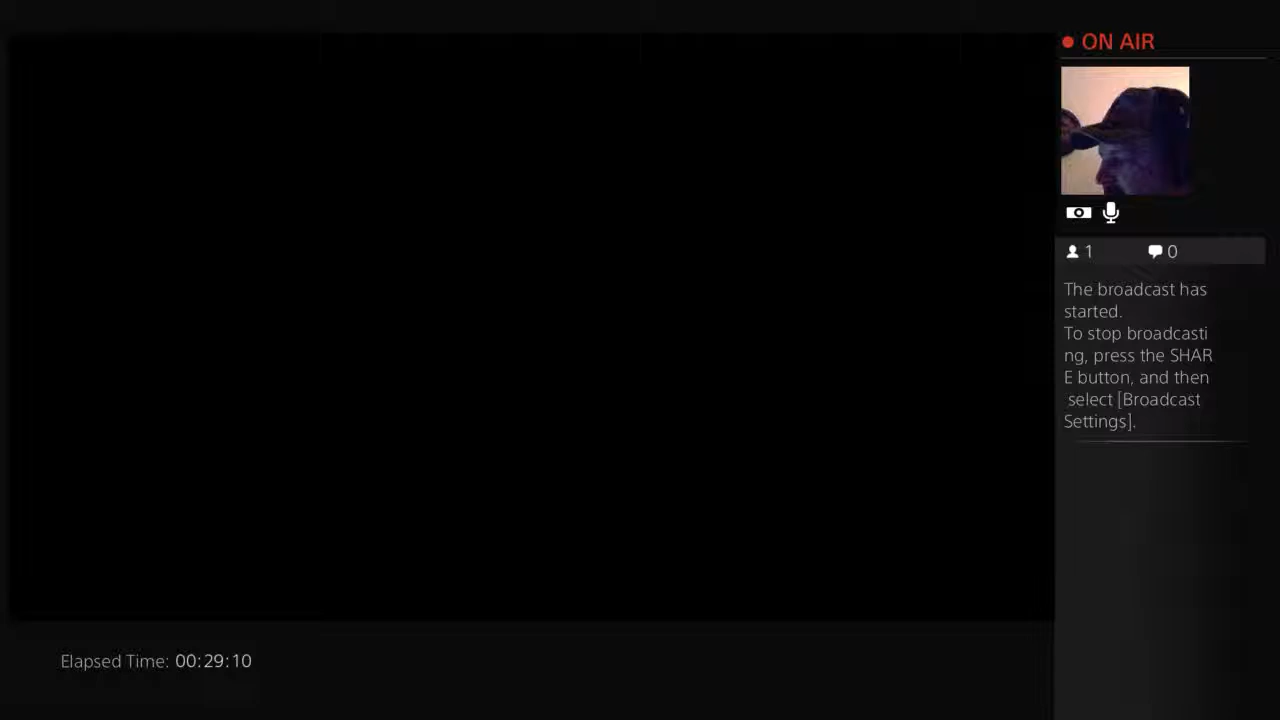 ON AIR
1 0
The broadcast has
started.
To stop broadcasti
ng, press the SHAR
E button, and then
select [Broadcast
Settings].
Elapsed Time: 00:29:10